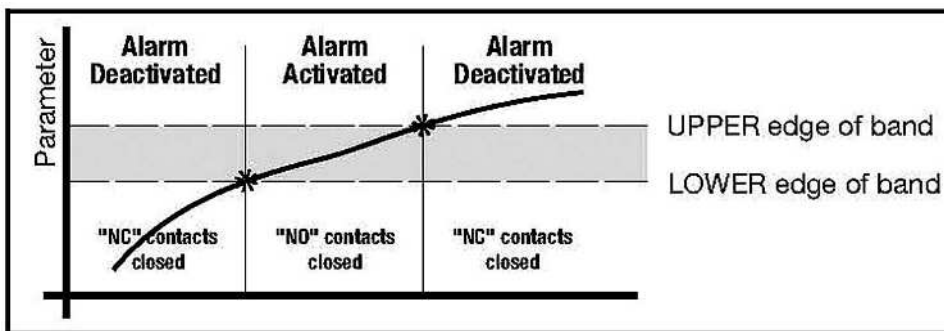 Parameter
Alarm
Deactivated
Alarm
Activated
Alarm
Deactivated
UPPER edge of band
LOWER edge of band
"NC" contacts
closed
"NO" contacts
closed
"NC" contacts
closed